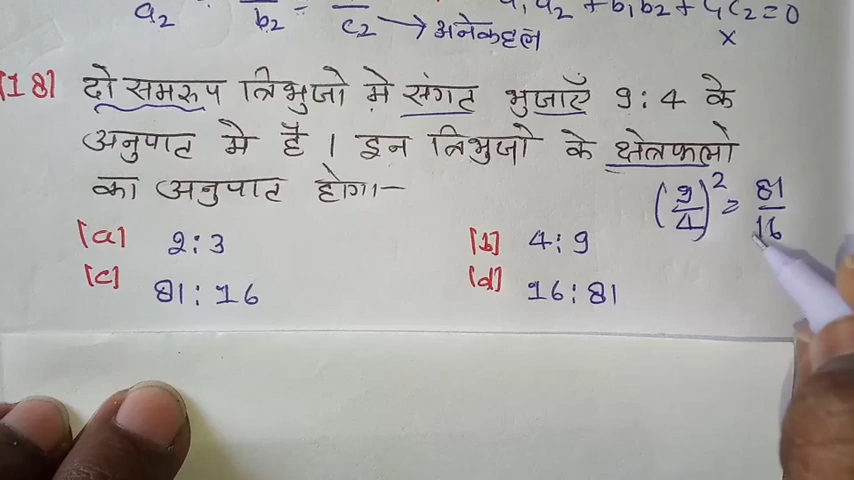 a₂ b₂ = c₂ → अनेकहल a₁a₂ + b₁b₂ + c₁c₂ = 0
x
[18] दो समरूप त्रिभुजो मे संगत भुजाएँ 9:4 के
अनुपात मे है । इन त्रिभुजो के क्षेत्रफलो
का अनुपात होगा-
(9/4)² = 81/16
[a] 2:3 [b] 4:9
[c] 81:16 [d] 16:81